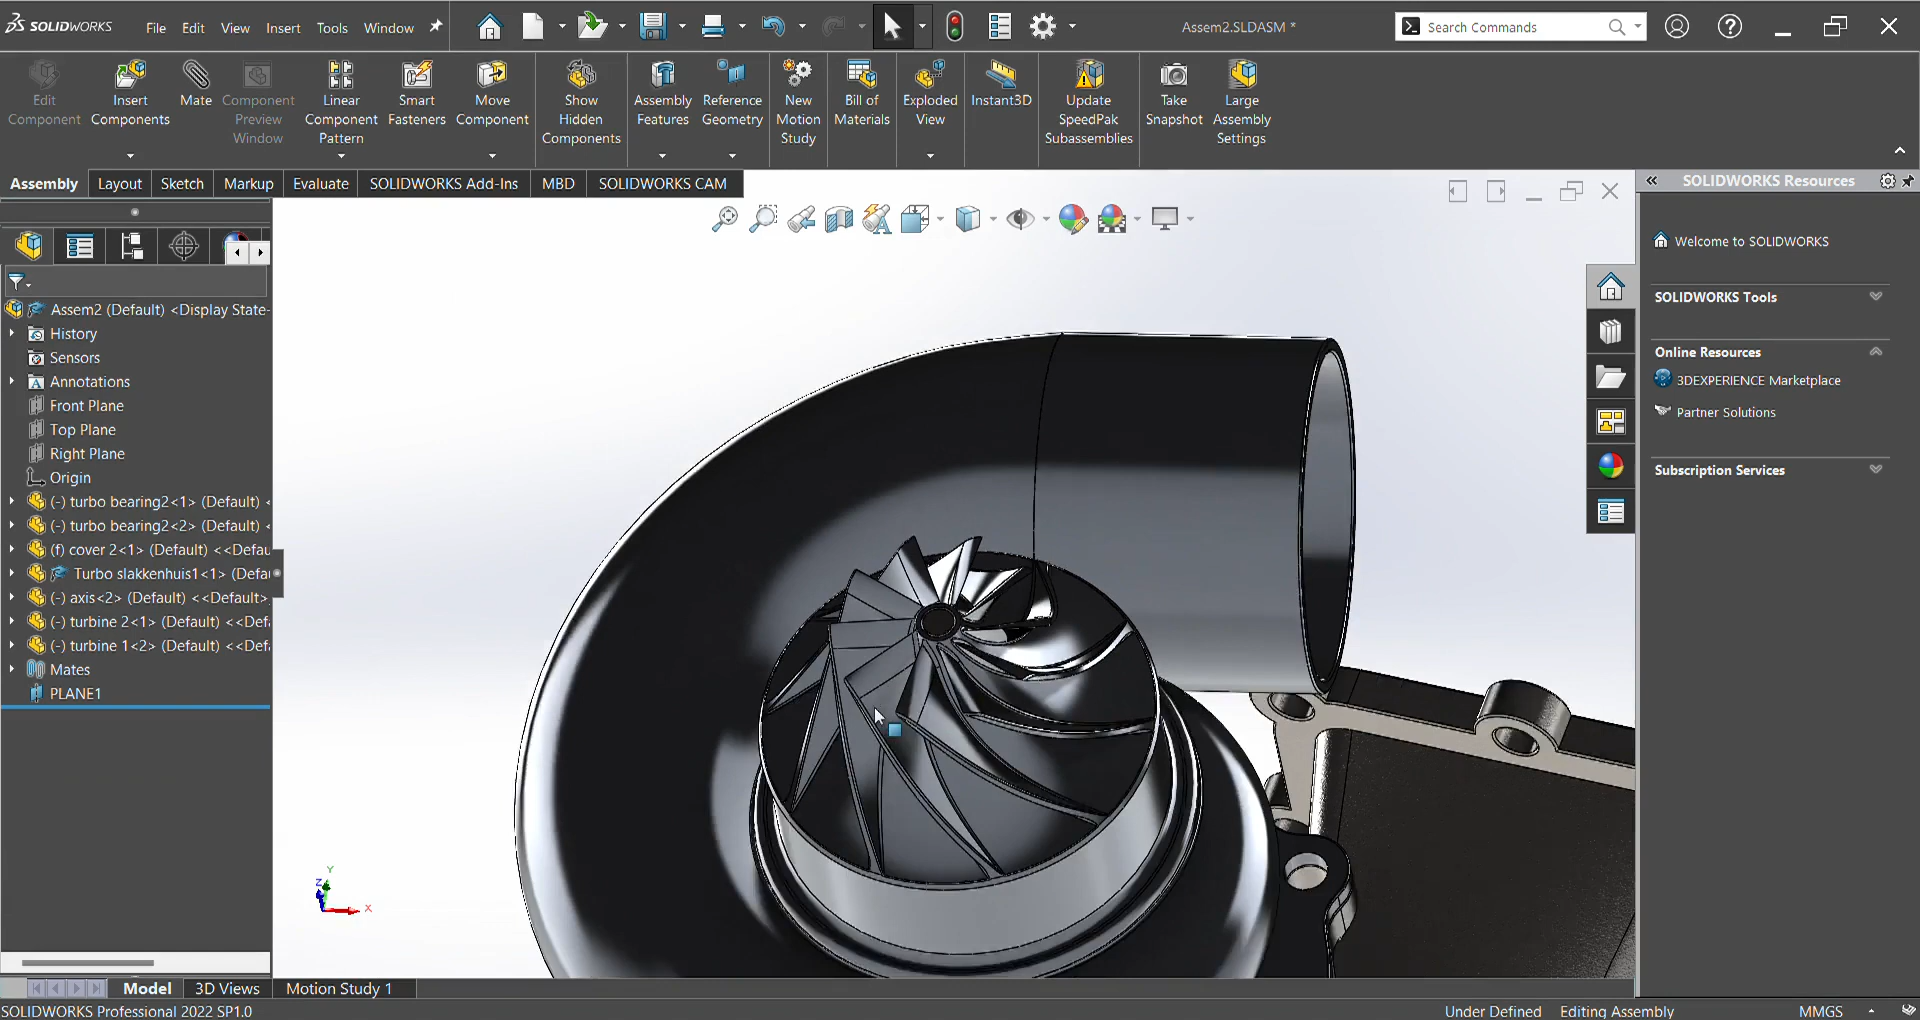 SOLIDWORKS File Edit View Insert Tools Window Assem2.SLDASM * Search Commands
Edit Component
Insert Components
Mate
Component Preview Window
Linear Component Pattern
Smart Fasteners
Move Component
Show Hidden Components
Assembly Features
Reference Geometry
New Motion Study
Bill of Materials
Exploded View
Instant3D
Update SpeedPak Subassemblies
Take Snapshot
Large Assembly Settings
Assembly Layout Sketch Markup Evaluate SOLIDWORKS Add-Ins MBD SOLIDWORKS CAM
Assem2 (Default) <Display State-
History
Sensors
Annotations
Front Plane
Top Plane
Right Plane
Origin
(-) turbo bearing2<1> (Default) <
(-) turbo bearing2<2> (Default) <
(f) cover 2<1> (Default) <<Defau
Turbo slakkenhuis1<1> (Defau
(-) axis<2> (Default) <<Default>
(-) turbine 2<1> (Default) <<Def
(-) turbine 1<2> (Default) <<Def
Mates
PLANE1
Y
Z
X
SOLIDWORKS Resources
Welcome to SOLIDWORKS
SOLIDWORKS Tools
Online Resources
3DEXPERIENCE Marketplace
Partner Solutions
Subscription Services
Model 3D Views Motion Study 1
SOLIDWORKS Professional 2022 SP1.0 Under Defined Editing Assembly MMGS